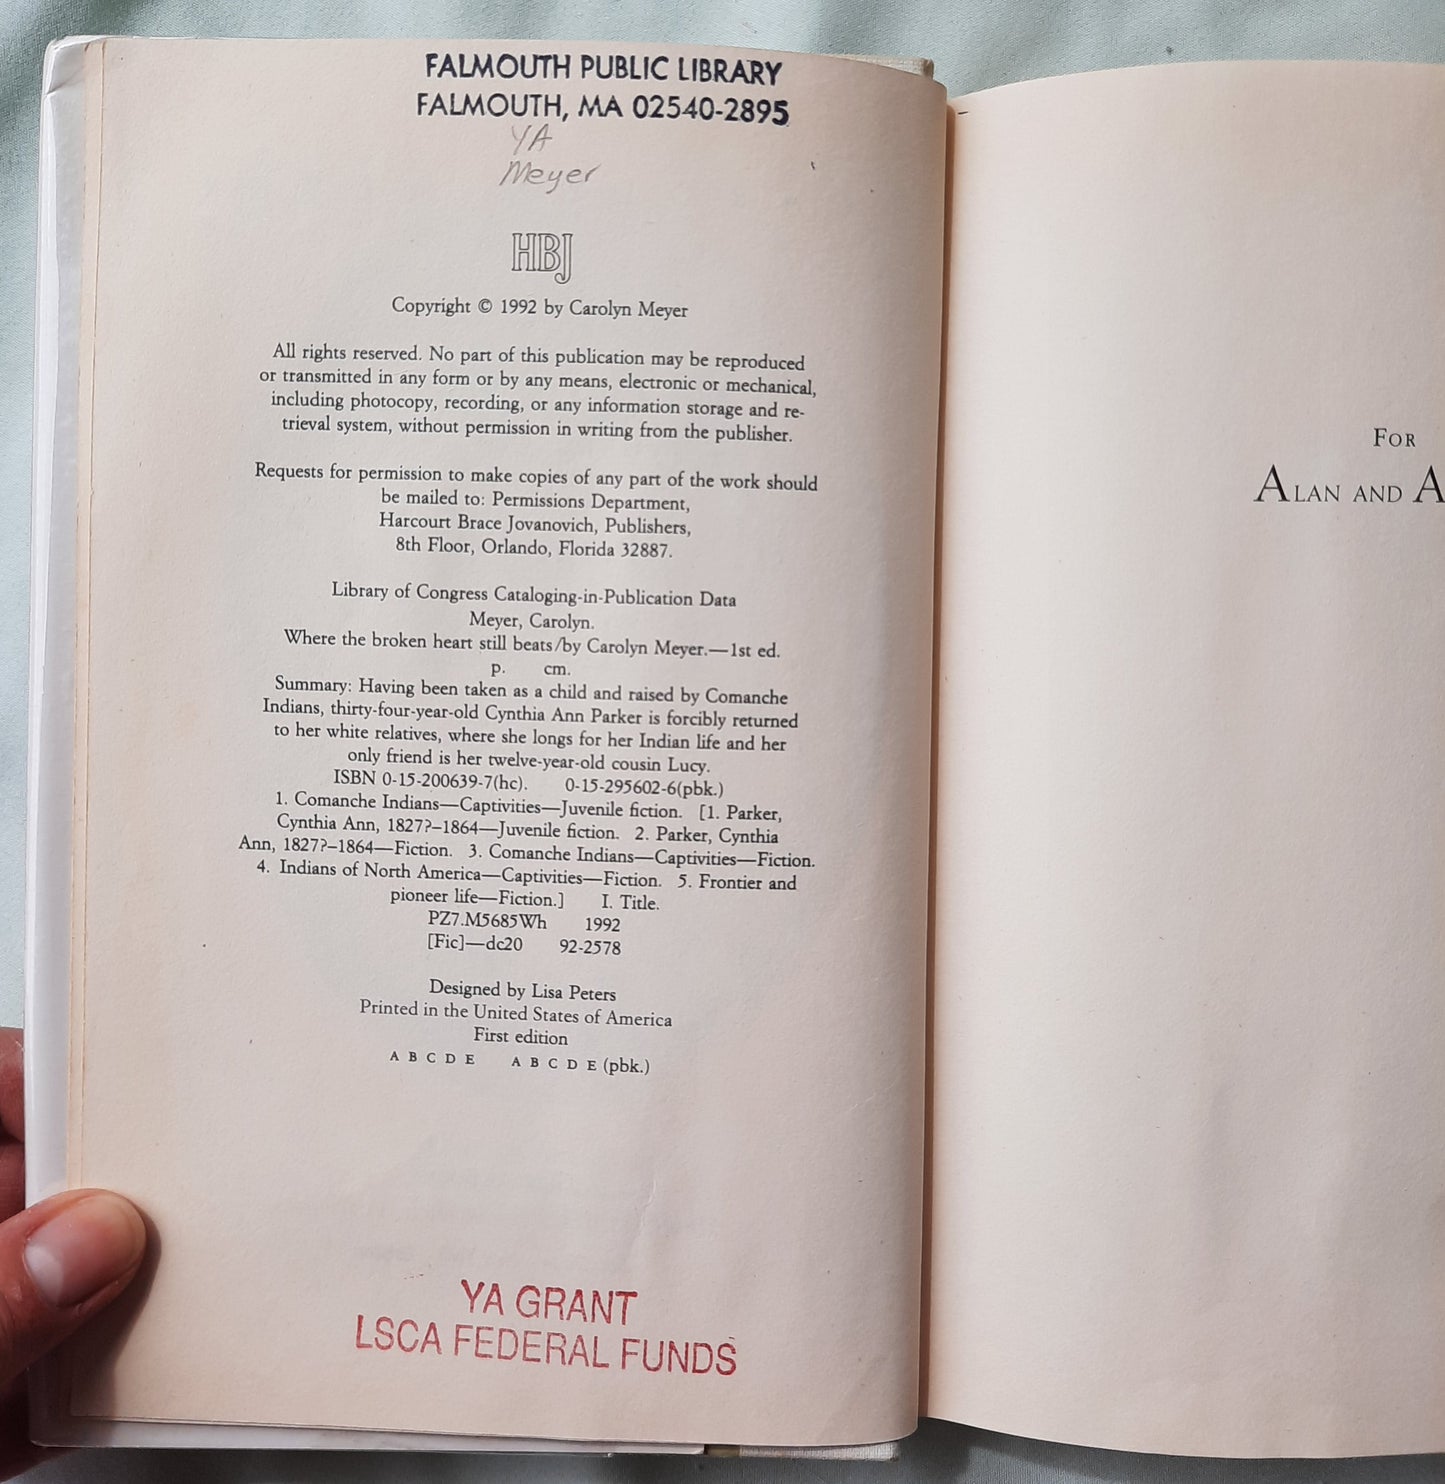 FALMOUTH PUBLIC LIBRARY
FALMOUTH, MA 02540-2895
YA
Meyer
HBJ
Copyright © 1992 by Carolyn Meyer
All rights reserved. No part of this publication may be reproduced
or transmitted in any form or by any means, electronic or mechanical,
including photocopy, recording, or any information storage and re-
trieval system, without permission in writing from the publisher.
Requests for permission to make copies of any part of the work should
be mailed to: Permissions Department,
Harcourt Brace Jovanovich, Publishers,
8th Floor, Orlando, Florida 32887.
Library of Congress Cataloging-in-Publication Data
Meyer, Carolyn.
Where the broken heart still beats/by Carolyn Meyer.—1st ed.
p. cm.
Summary: Having been taken as a child and raised by Comanche
Indians, thirty-four-year-old Cynthia Ann Parker is forcibly returned
to her white relatives, where she longs for her Indian life and her
only friend is her twelve-year-old cousin Lucy.
ISBN 0-15-200639-7(hc). 0-15-295602-6(pbk.)
1. Comanche Indians—Captivities—Juvenile fiction. [1. Parker,
Cynthia Ann, 1827?–1864—Juvenile fiction. 2. Parker, Cynthia
Ann, 1827?–1864—Fiction. 3. Comanche Indians—Captivities—Fiction.
4. Indians of North America—Captivities—Fiction. 5. Frontier and
pioneer life—Fiction.] I. Title.
PZ7.M5685Wh 1992
[Fic]—dc20 92-2578
Designed by Lisa Peters
Printed in the United States of America
First edition
A B C D E A B C D E (pbk.)
YA GRANT
LSCA FEDERAL FUNDS
FOR
ALAN AND A